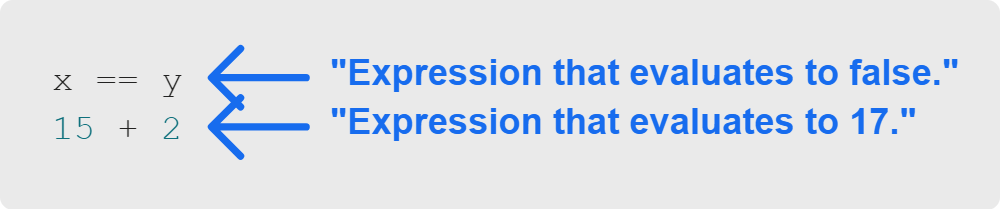 x == y "Expression that evaluates to false."
15 + 2 "Expression that evaluates to 17."